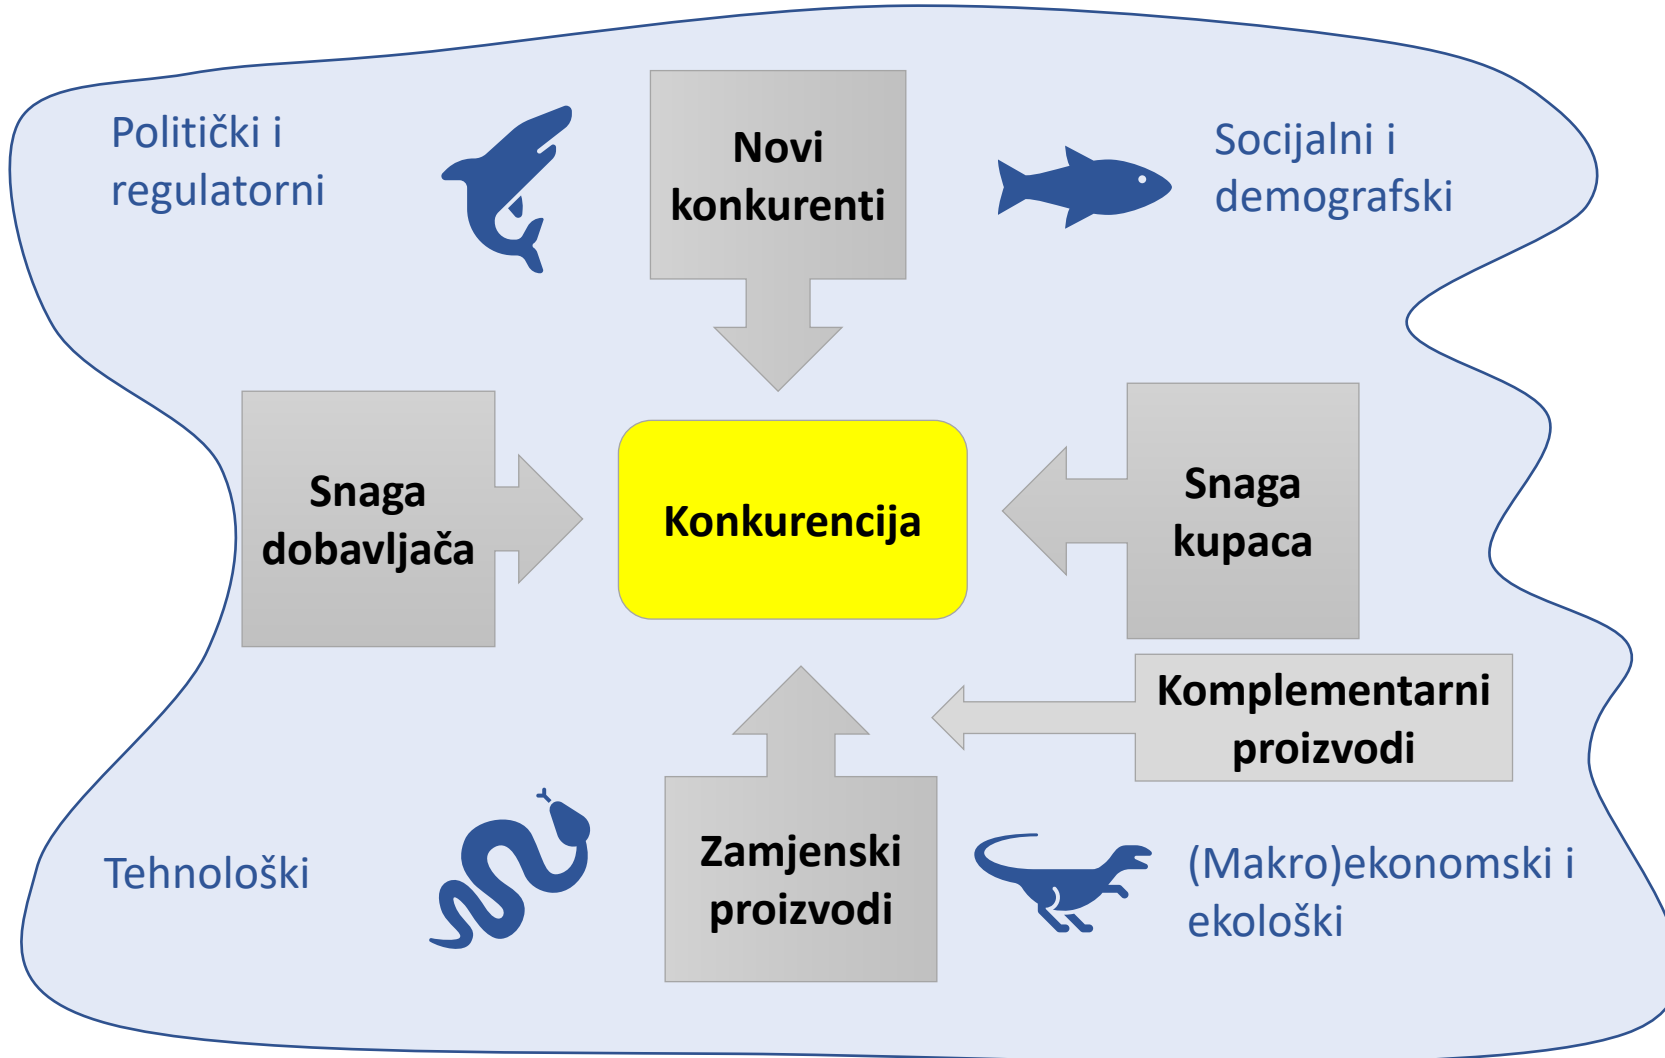 Politički i
regulatorni
Novi
konkurenti
Socijalni i
demografski
Snaga
dobavljača
Konkurencija
Snaga
kupaca
Komplementarni
proizvodi
Tehnološki
Zamjenski
proizvodi
(Makro)ekonomski i
ekološki